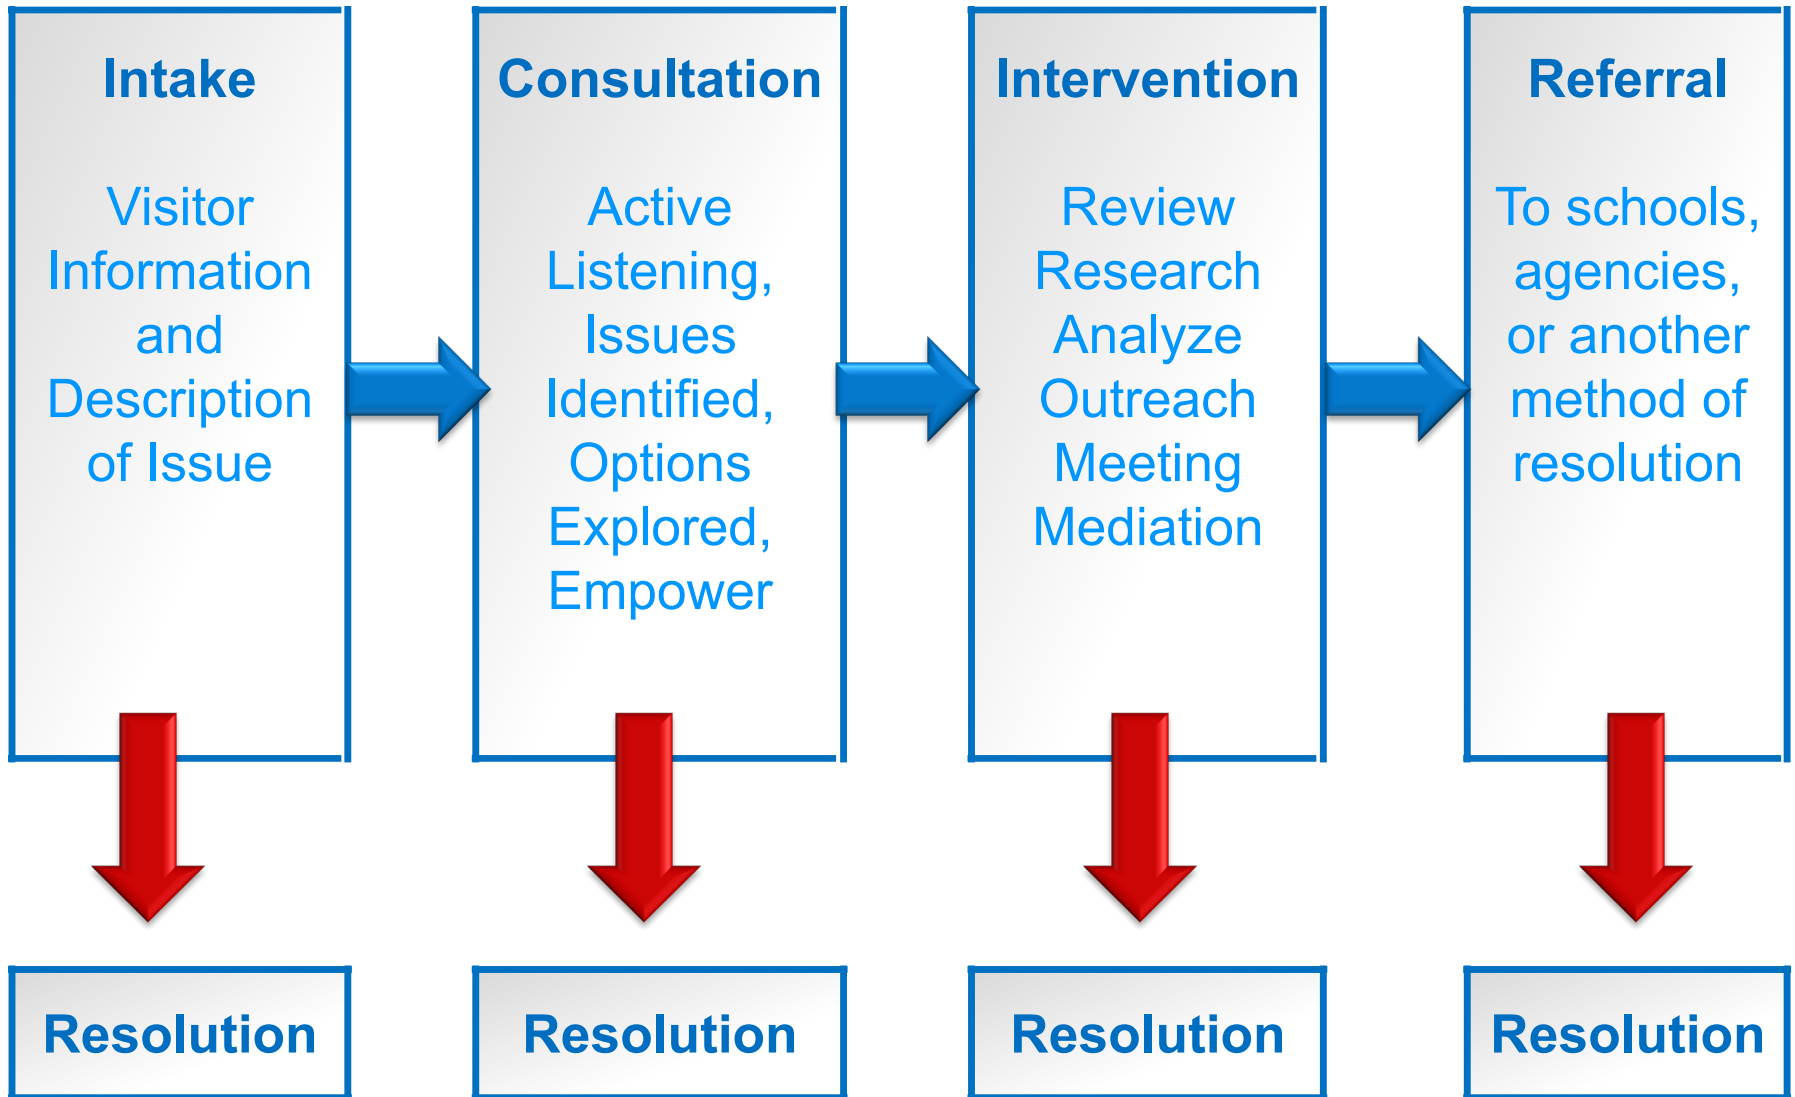 Intake
Visitor
Information
and
Description
of Issue
Consultation
Active
Listening,
Issues
Identified,
Options
Explored,
Empower
Intervention
Review
Research
Analyze
Outreach
Meeting
Mediation
Referral
To schools,
agencies,
or another
method of
resolution
Resolution
Resolution
Resolution
Resolution